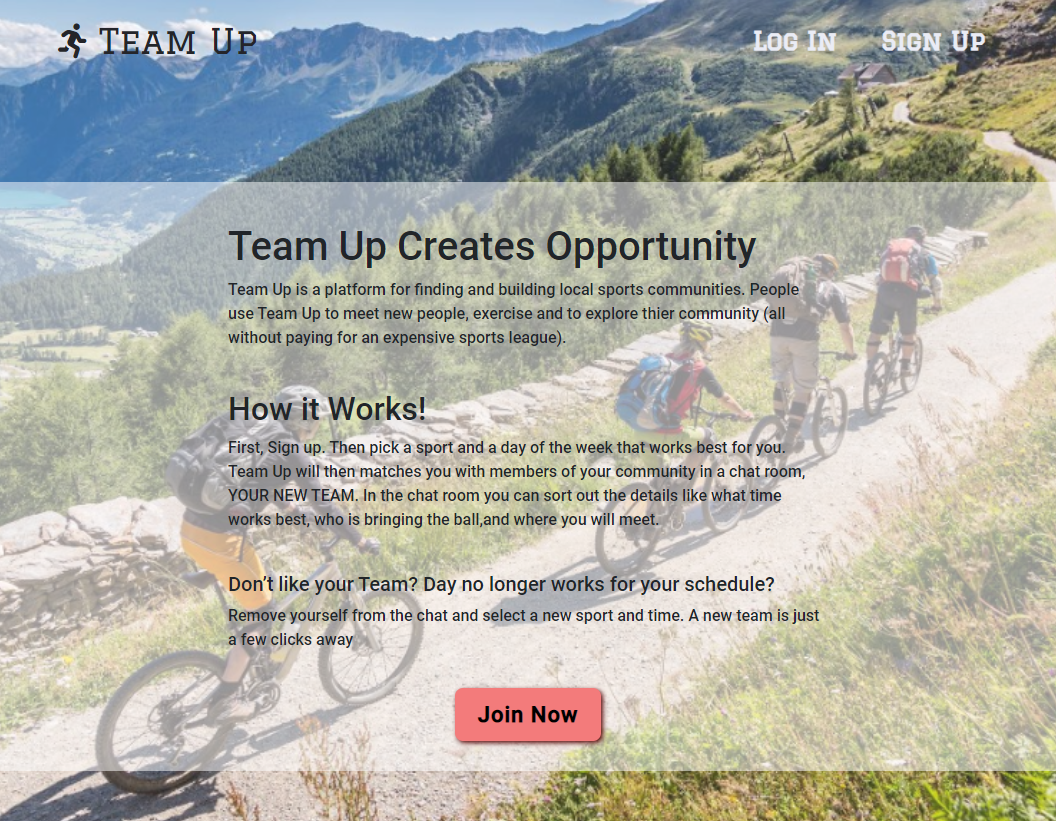 Team Up
Log In
Sign Up
Team Up Creates Opportunity
Team Up is a platform for finding and building local sports communities. People
use Team Up to meet new people, exercise and to explore thier community (all
without paying for an expensive sports league).
How it Works!
First, Sign up. Then pick a sport and a day of the week that works best for you.
Team Up will then matches you with members of your community in a chat room,
YOUR NEW TEAM. In the chat room you can sort out the details like what time
works best, who is bringing the ball,and where you will meet.
Don’t like your Team? Day no longer works for your schedule?
Remove yourself from the chat and select a new sport and time. A new team is just
a few clicks away
Join Now